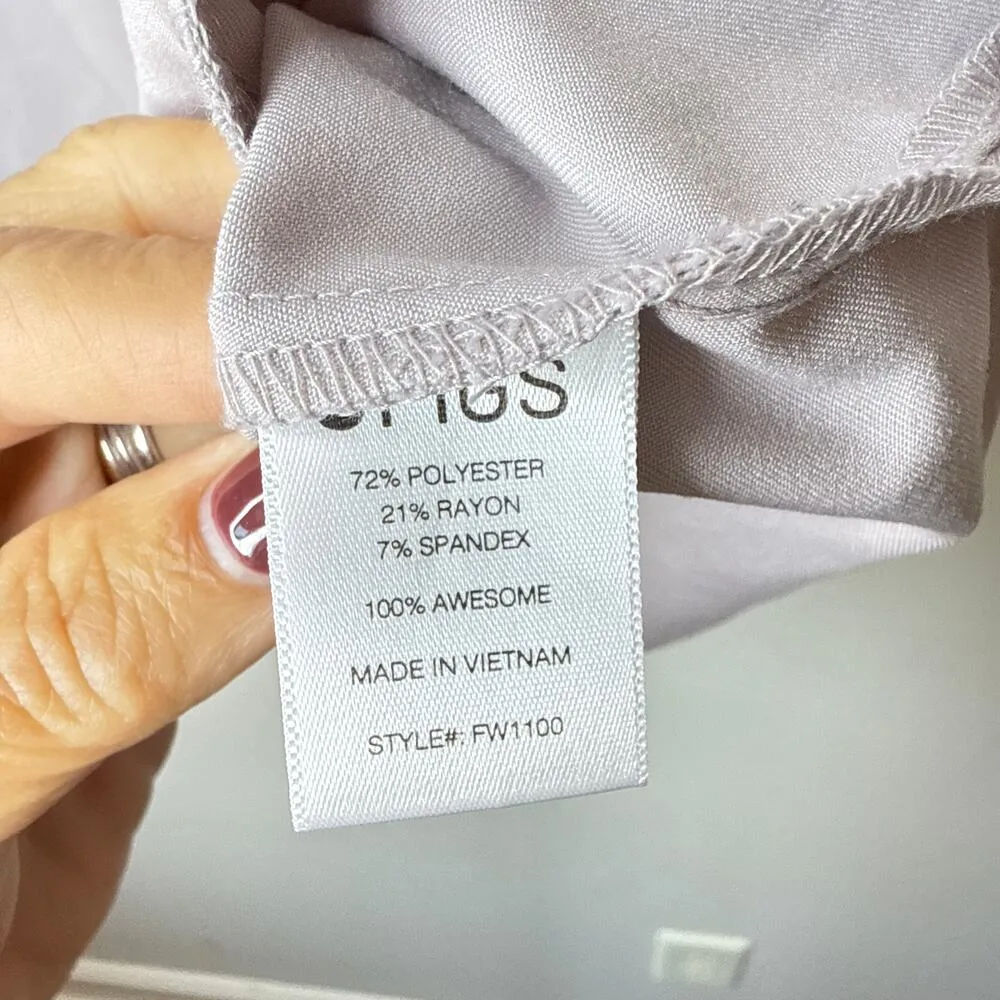 72% POLYESTER
21% RAYON
7% SPANDEX
100% AWESOME
MADE IN VIETNAM
STYLE#: FW1100